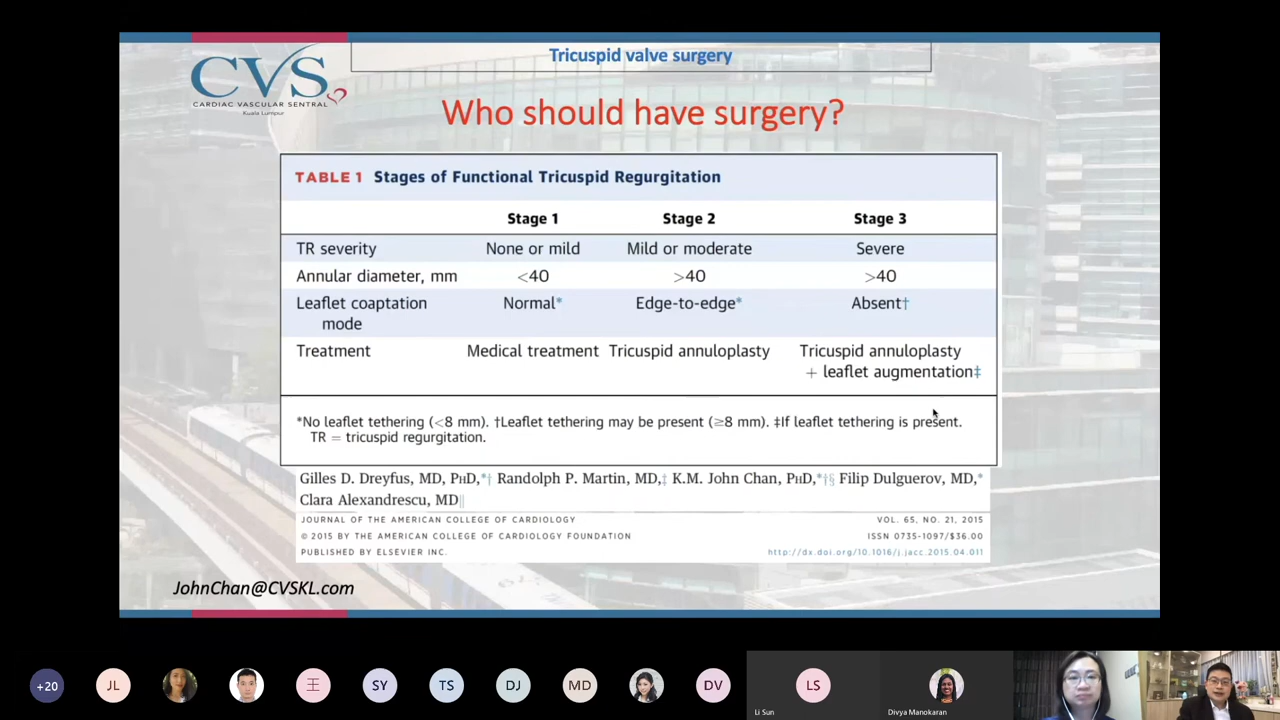 Tricuspid valve surgery
CVS
CARDIAC VASCULAR SENTRAL
Kuala Lumpur
Who should have surgery?
TABLE 1 Stages of Functional Tricuspid Regurgitation
Stage 1 Stage 2 Stage 3
TR severity None or mild Mild or moderate Severe
Annular diameter, mm <40 >40 >40
Leaflet coaptation Normal* Edge-to-edge* Absent†
mode
Treatment Medical treatment Tricuspid annuloplasty Tricuspid annuloplasty
+ leaflet augmentation‡
*No leaflet tethering (<8 mm). †Leaflet tethering may be present (≥8 mm). ‡If leaflet tethering is present.
TR = tricuspid regurgitation.
Gilles D. Dreyfus, MD, PhD,*† Randolph P. Martin, MD,‡ K.M. John Chan, PhD,*†§ Filip Dulguerov, MD,*
Clara Alexandrescu, MD||
JOURNAL OF THE AMERICAN COLLEGE OF CARDIOLOGY VOL. 65, NO. 21, 2015
© 2015 BY THE AMERICAN COLLEGE OF CARDIOLOGY FOUNDATION ISSN 0735-1097/$36.00
PUBLISHED BY ELSEVIER INC. http://dx.doi.org/10.1016/j.jacc.2015.04.011
JohnChan@CVSKL.com
+20 JL 王 SY TS DJ MD DV LS
Li Sun Divya Manokaran